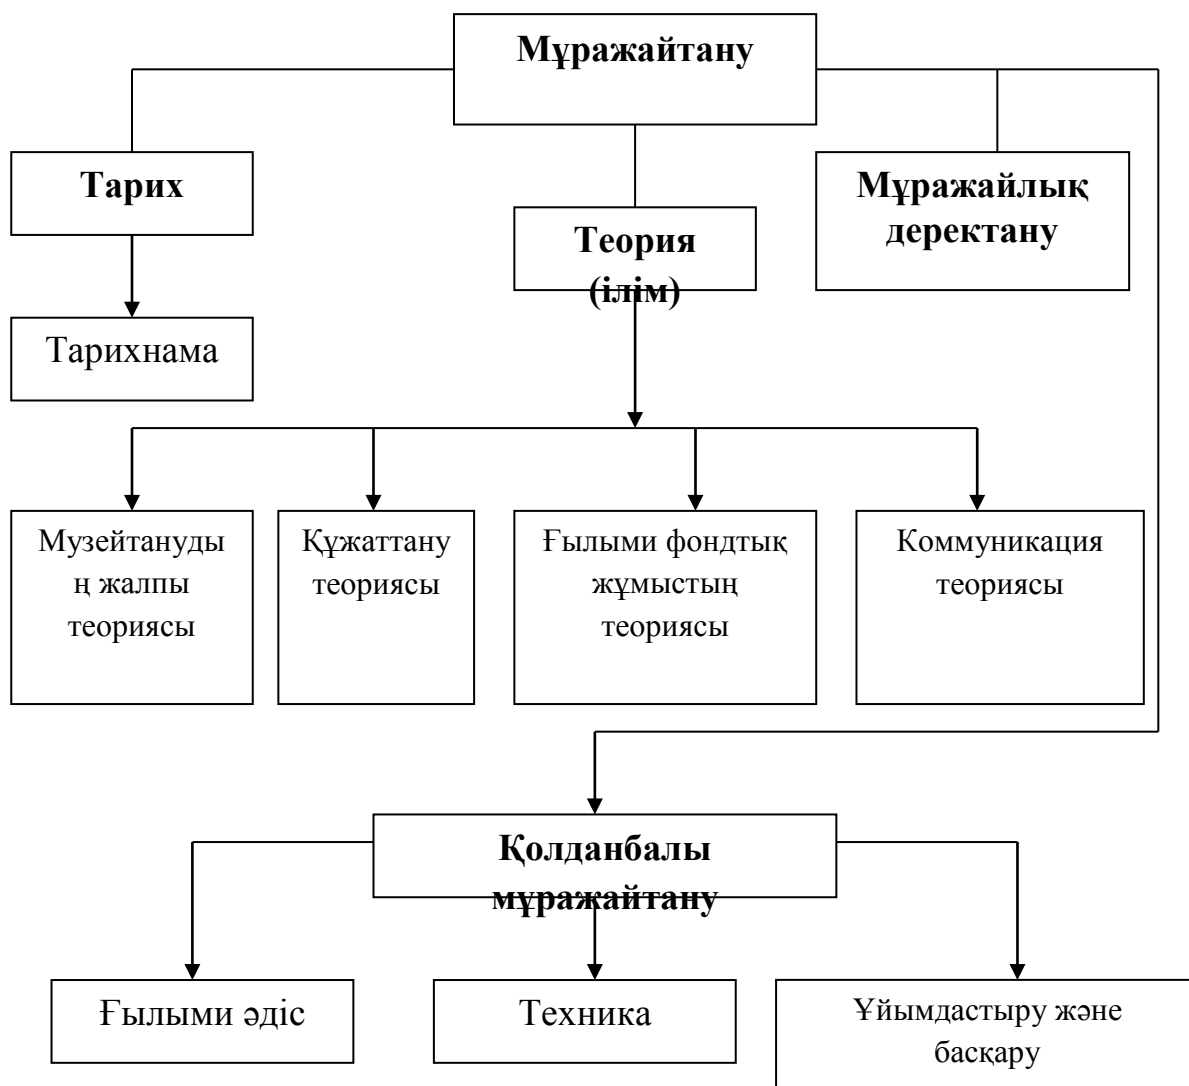 Мұражайтану
Тарих
Мұражайлық
деректану
Теория
(ілім)
Тарихнама
Музейтануды
ң жалпы
теориясы
Құжаттану
теориясы
Ғылыми фондтық
жұмыстың
теориясы
Коммуникация
теориясы
Қолданбалы
мұражайтану
Ғылыми әдіс
Техника
Ұйымдастыру және
басқару